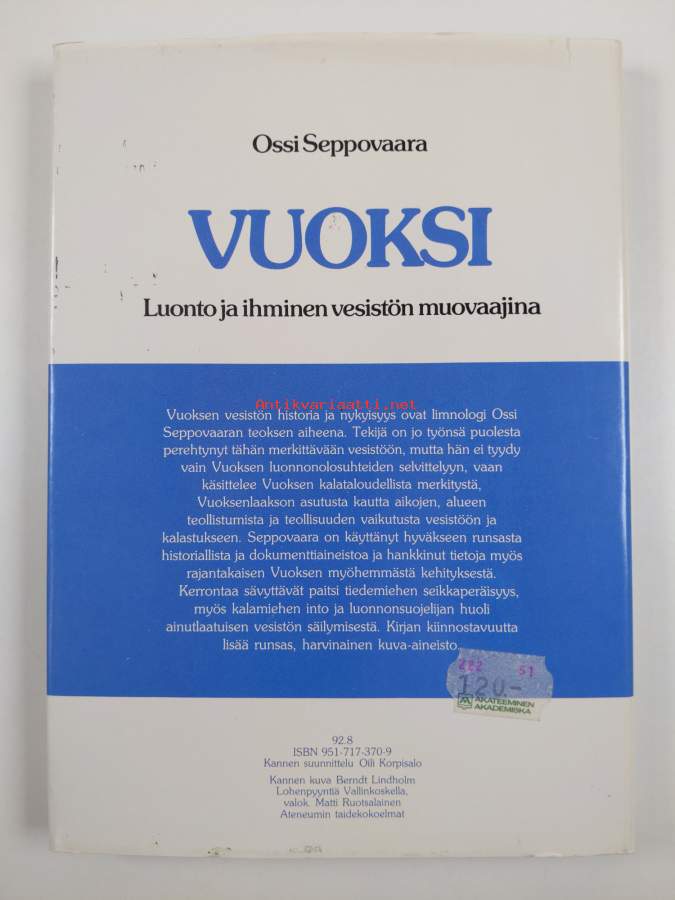 Ossi Seppovaara
VUOKSI
Luonto ja ihminen vesistön muovaajina
Antikvariaatti.net
Vuoksen vesistön historia ja nykyisyys ovat limnologi Ossi
Seppovaaran teoksen aiheena. Tekijä on jo työnsä puolesta
perehtynyt tähän merkittävään vesistöön, mutta hän ei tyydy
vain Vuoksen luonnonolosuhteiden selvittelyyn, vaan
käsittelee Vuoksen kalataloudellista merkitystä,
Vuoksenlaakson asutusta kautta aikojen, alueen
teollistumista ja teollisuuden vaikutusta vesistöön ja
kalastukseen. Seppovaara on käyttänyt hyväkseen runsasta
historiallista ja dokumenttiaineistoa ja hankkinut tietoja myös
rajantakaisen Vuoksen myöhemmästä kehityksestä.
Kerrontaa sävyttävät paitsi tiedemiehen seikkaperäisyys,
myös kalamiehen into ja luonnonsuojelijan huoli
ainutlaatuisen vesistön säilymisestä. Kirjan kiinnostavuutta
lisää runsas, harvinainen kuva-aineisto.
222 51
120.-
AKATEEMINEN
AKADEMISKA
92.8
ISBN 951-717-370-9
Kannen suunnittelu Oili Korpisalo
Kannen kuva Berndt Lindholm
Lohenpyyntiä Vallinkoskella,
valok. Matti Ruotsalainen
Ateneumin taidekokoelmat